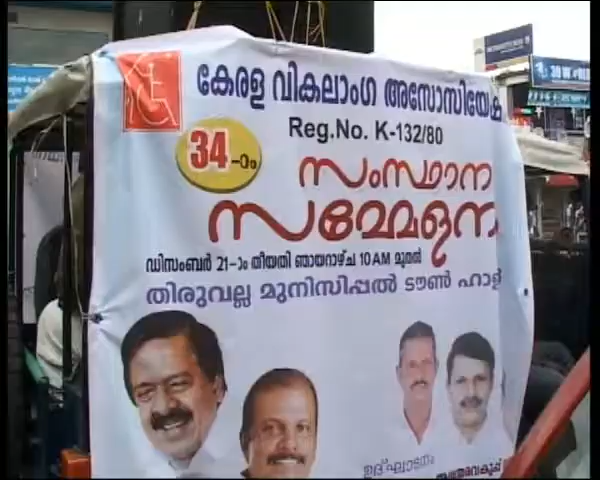 കേരള വികലാംഗ അസോസിയേഷ
Reg.No. K-132/80
34-ാം
സംസ്ഥാന
സമ്മേളനം
ഡിസംബർ 21-ാം തീയതി ഞായറാഴ്ച 10 AM മുതൽ
തിരുവല്ല മുനിസിപ്പൽ ടൗൺ ഹാള്
ഉദ്ഘാടനം